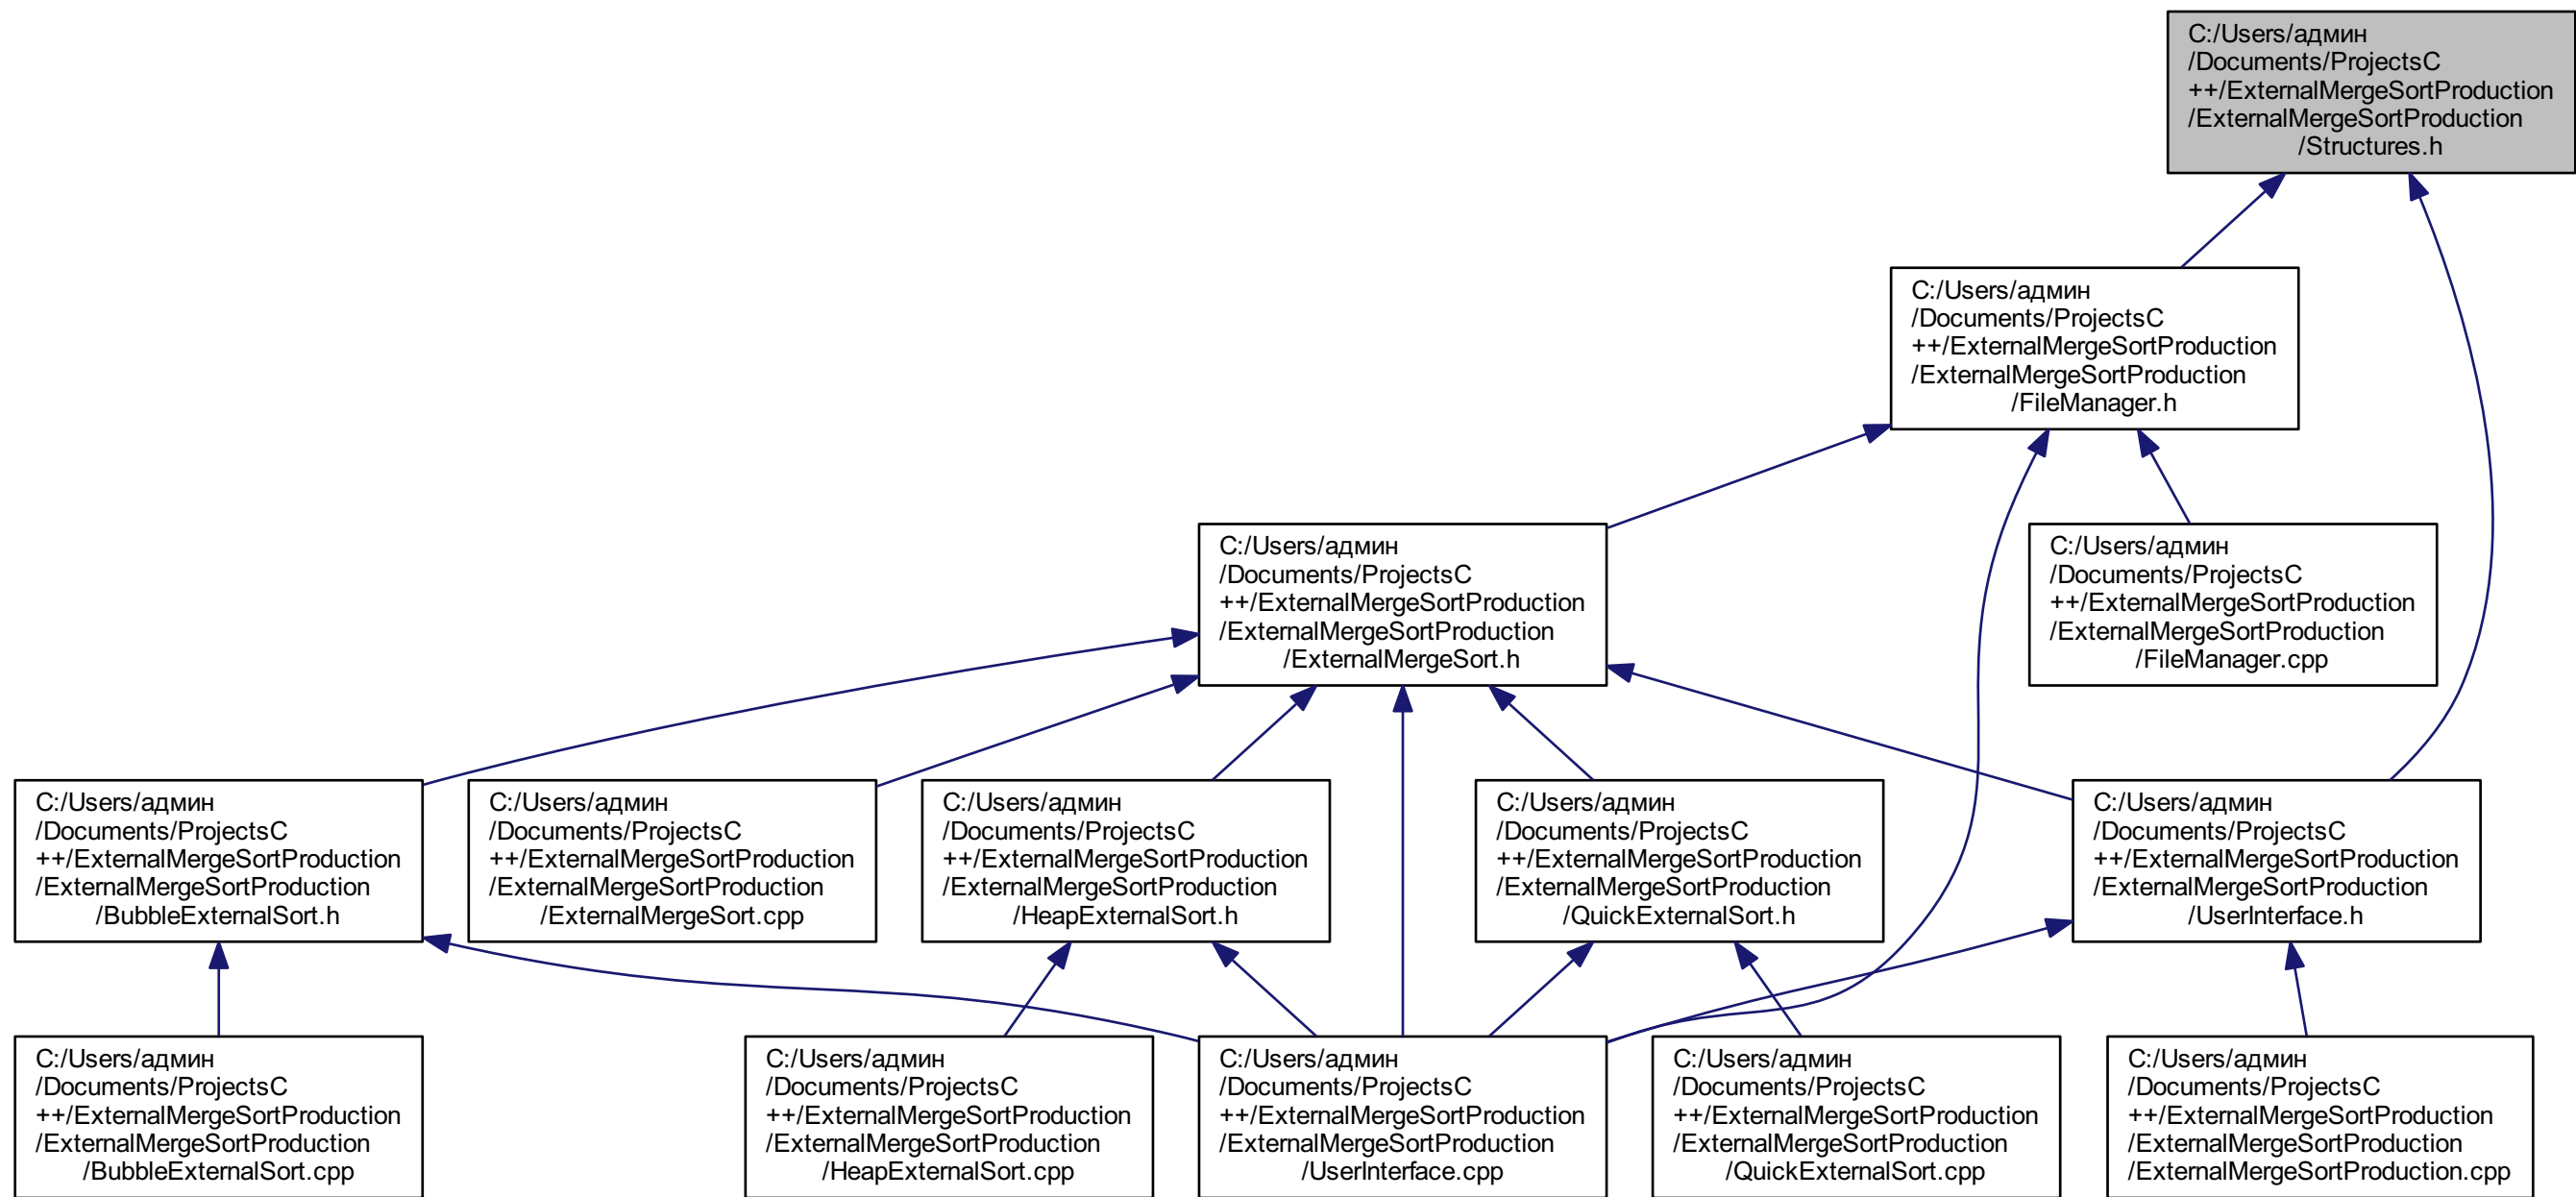 C:/Users/админ
/Documents/ProjectsC
++/ExternalMergeSortProduction
/ExternalMergeSortProduction
/Structures.h
C:/Users/админ
/Documents/ProjectsC
++/ExternalMergeSortProduction
/ExternalMergeSortProduction
/FileManager.h
C:/Users/админ
/Documents/ProjectsC
++/ExternalMergeSortProduction
/ExternalMergeSortProduction
/ExternalMergeSort.h
C:/Users/админ
/Documents/ProjectsC
++/ExternalMergeSortProduction
/ExternalMergeSortProduction
/FileManager.cpp
C:/Users/админ
/Documents/ProjectsC
++/ExternalMergeSortProduction
/ExternalMergeSortProduction
/BubbleExternalSort.h
C:/Users/админ
/Documents/ProjectsC
++/ExternalMergeSortProduction
/ExternalMergeSortProduction
/ExternalMergeSort.cpp
C:/Users/админ
/Documents/ProjectsC
++/ExternalMergeSortProduction
/ExternalMergeSortProduction
/HeapExternalSort.h
C:/Users/админ
/Documents/ProjectsC
++/ExternalMergeSortProduction
/ExternalMergeSortProduction
/QuickExternalSort.h
C:/Users/админ
/Documents/ProjectsC
++/ExternalMergeSortProduction
/ExternalMergeSortProduction
/UserInterface.h
C:/Users/админ
/Documents/ProjectsC
++/ExternalMergeSortProduction
/ExternalMergeSortProduction
/BubbleExternalSort.cpp
C:/Users/админ
/Documents/ProjectsC
++/ExternalMergeSortProduction
/ExternalMergeSortProduction
/HeapExternalSort.cpp
C:/Users/админ
/Documents/ProjectsC
++/ExternalMergeSortProduction
/ExternalMergeSortProduction
/UserInterface.cpp
C:/Users/админ
/Documents/ProjectsC
++/ExternalMergeSortProduction
/ExternalMergeSortProduction
/QuickExternalSort.cpp
C:/Users/админ
/Documents/ProjectsC
++/ExternalMergeSortProduction
/ExternalMergeSortProduction
/ExternalMergeSortProduction.cpp